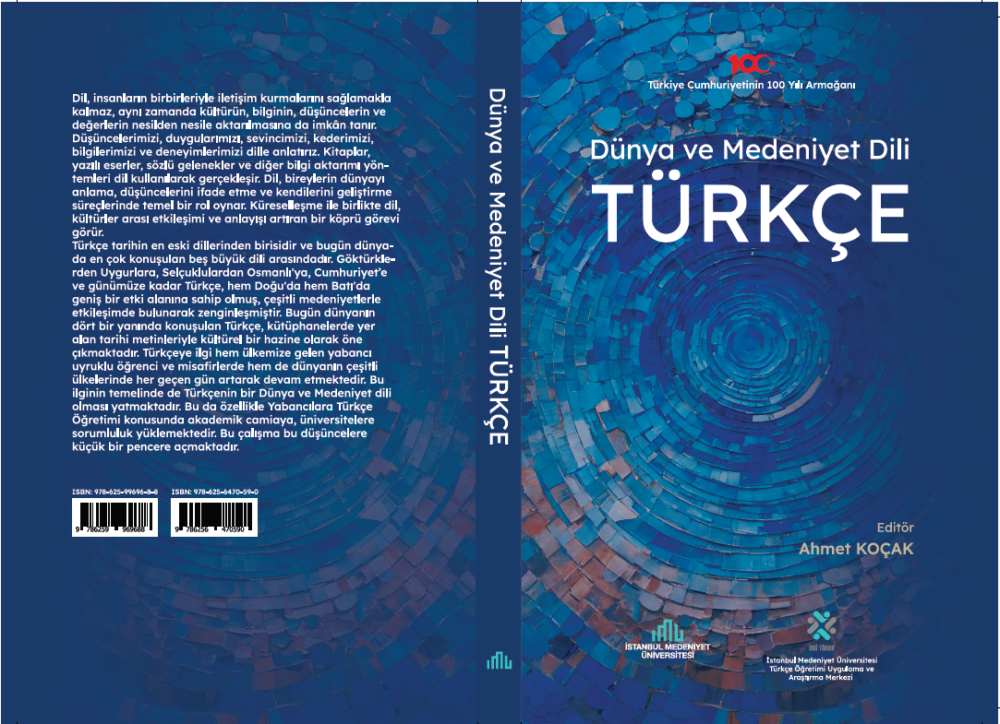 Dil, insanların birbirleriyle iletişim kurmalarını sağlamakla
kalmaz, aynı zamanda kültürün, bilginin, düşüncelerin ve
değerlerin nesilden nesile aktarılmasına da imkân tanır.
Düşüncelerimizi, duygularımızı, sevincimizi, kederimizi,
bilgilerimizi ve deneyimlerimizi dille anlatırız. Kitaplar,
yazılı eserler, sözlü gelenekler ve diğer bilgi aktarımı yön-
temleri dil kullanılarak gerçekleşir. Dil, bireylerin dünyayı
anlama, düşüncelerini ifade etme ve kendilerini geliştirme
süreçlerinde temel bir rol oynar. Küreselleşme ile birlikte dil,
kültürler arası etkileşimi ve anlayışı artıran bir köprü görevi
görür.
Türkçe tarihin en eski dillerinden birisidir ve bugün dünya-
da en çok konuşulan beş büyük dili arasındadır. Göktürkle-
rden Uygurlara, Selçuklulardan Osmanlı'ya, Cumhuriyet'e
ve günümüze kadar Türkçe, hem Doğu'da hem Batı'da
geniş bir etki alanına sahip olmuş, çeşitli medeniyetlerle
etkileşimde bulunarak zenginleşmiştir. Bugün dünyanın
dört bir yanında konuşulan Türkçe, kütüphanelerde yer
alan tarihi metinleriyle kültürel bir hazine olarak öne
çıkmaktadır. Türkçeye ilgi hem ülkemize gelen yabancı
uyruklu öğrenci ve misafirlerde hem de dünyanın çeşitli
ülkelerinde her geçen gün artarak devam etmektedir. Bu
ilginin temelinde de Türkçenin bir Dünya ve Medeniyet dili
olması yatmaktadır. Bu da özellikle Yabancılara Türkçe
Öğretimi konusunda akademik camiaya, üniversitelere
sorumluluk yüklemektedir. Bu çalışma bu düşüncelere
küçük bir pencere açmaktadır.
ISBN: 978-625-99696-8-8
9 786259 969688
ISBN: 978-625-6470-59-0
9 786256 470590
Dünya ve Medeniyet Dili TÜRKÇE
100
Türkiye Cumhuriyetinin 100 Yılı Armağanı
Dünya ve Medeniyet Dili
TÜRKÇE
Editör
Ahmet KOÇAK
İSTANBUL MEDENİYET
ÜNİVERSİTESİ
İMÜ TÖMER
İstanbul Medeniyet Üniversitesi
Türkçe Öğretimi Uygulama ve
Araştırma Merkezi